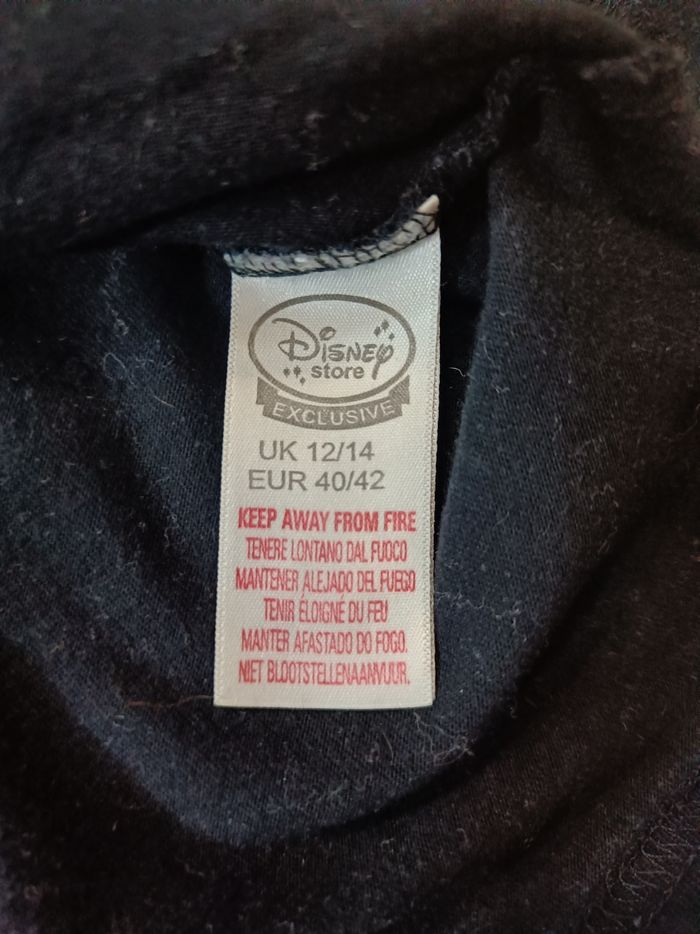 Disney
store
EXCLUSIVE
UK 12/14
EUR 40/42
KEEP AWAY FROM FIRE
TENERE LONTANO DAL FUOCO
MANTENER ALEJADO DEL FUEGO
TENIR ÉLOIGNÉ DU FEU
MANTER AFASTADO DO FOGO.
NIET BLOOTSTELLENAANVUUR.